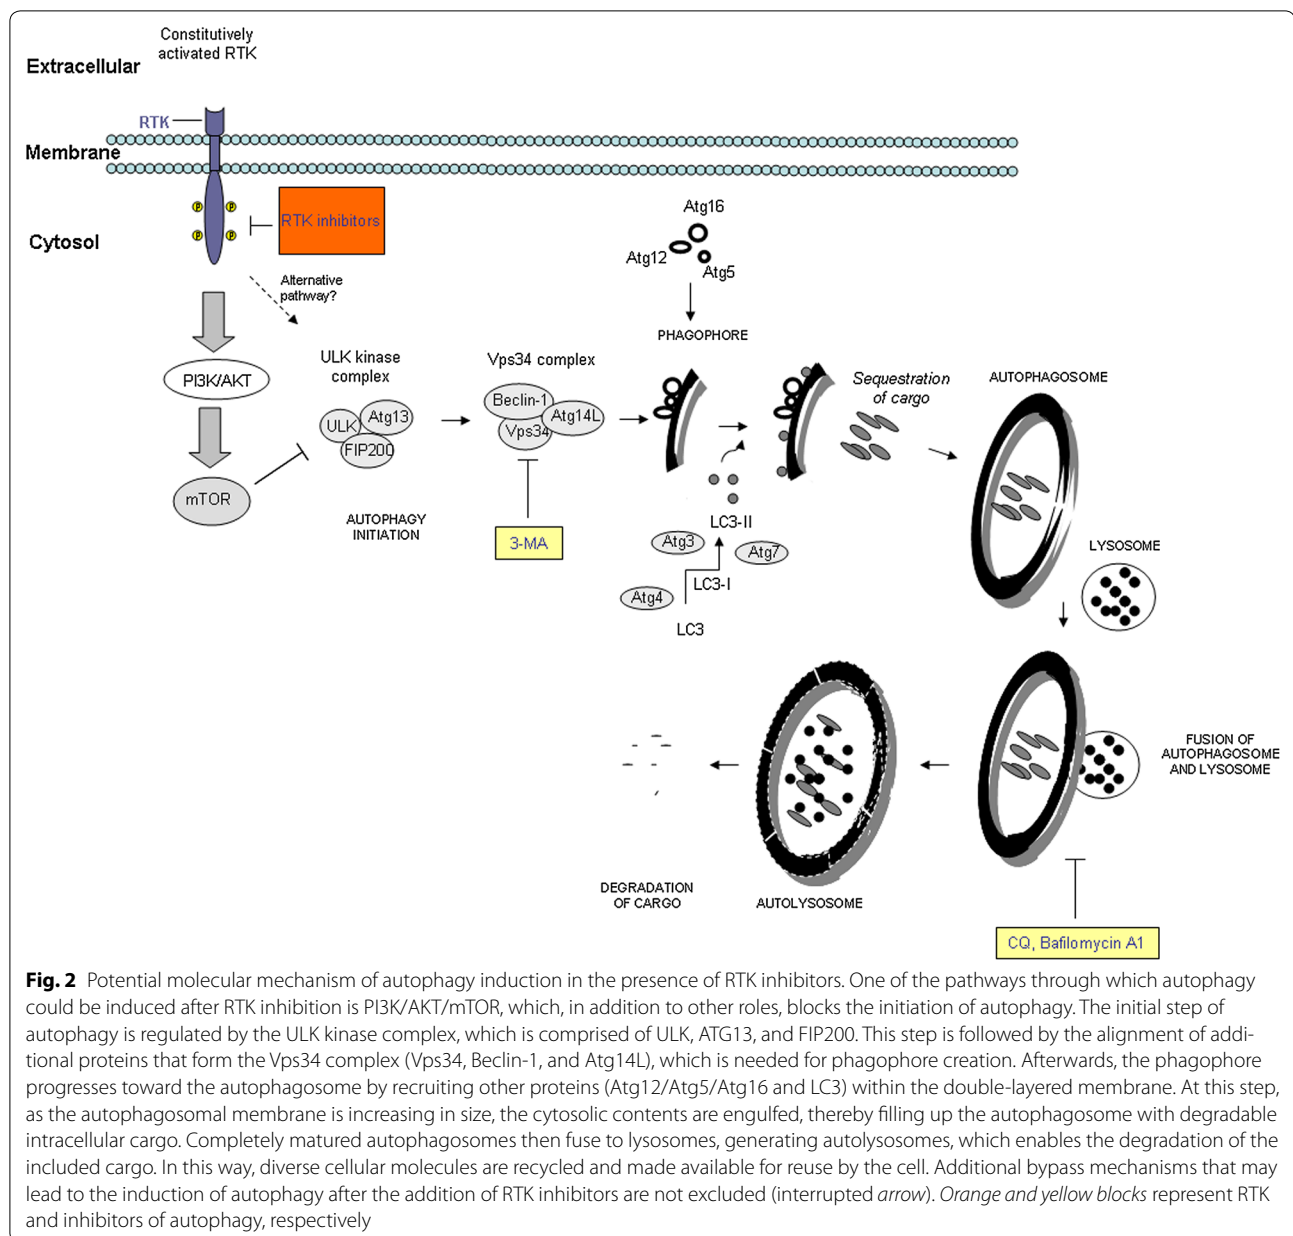 Constitutively
activated RTK
Extracellular
RTK
Membrane
P
P
RTK inhibitors
P
P
Cytosol
Alternative
pathway?
Atg16
Atg12
Atg5
PHAGOPHORE
ULK kinase
complex
Vps34 complex
PI3K/AKT
Beclin-1
Atg14L
Vps34
Atg13
ULK
FIP200
Sequestration
of cargo
AUTOPHAGOSOME
mTOR
AUTOPHAGY
INITIATION
3-MA
LC3-II
Atg3
Atg7
LC3-I
Atg4
LC3
LYSOSOME
FUSION OF
AUTOPHAGOSOME
AND LYSOSOME
DEGRADATION
OF CARGO
AUTOLYSOSOME
CQ, Bafilomycin A1
Fig. 2 Potential molecular mechanism of autophagy induction in the presence of RTK inhibitors. One of the pathways through which autophagy
could be induced after RTK inhibition is PI3K/AKT/mTOR, which, in addition to other roles, blocks the initiation of autophagy. The initial step of
autophagy is regulated by the ULK kinase complex, which is comprised of ULK, ATG13, and FIP200. This step is followed by the alignment of addi-
tional proteins that form the Vps34 complex (Vps34, Beclin-1, and Atg14L), which is needed for phagophore creation. Afterwards, the phagophore
progresses toward the autophagosome by recruiting other proteins (Atg12/Atg5/Atg16 and LC3) within the double-layered membrane. At this step,
as the autophagosomal membrane is increasing in size, the cytosolic contents are engulfed, thereby filling up the autophagosome with degradable
intracellular cargo. Completely matured autophagosomes then fuse to lysosomes, generating autolysosomes, which enables the degradation of the
included cargo. In this way, diverse cellular molecules are recycled and made available for reuse by the cell. Additional bypass mechanisms that may
lead to the induction of autophagy after the addition of RTK inhibitors are not excluded (interrupted arrow). Orange and yellow blocks represent RTK
and inhibitors of autophagy, respectively